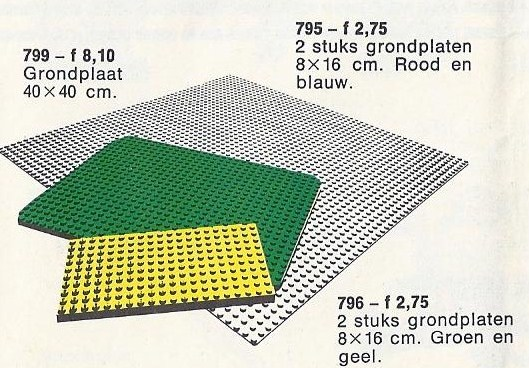 799 – f 8,10
Grondplaat
40×40 cm.
795 – f 2,75
2 stuks grondplaten
8×16 cm. Rood en
blauw.
796 – f 2,75
2 stuks grondplaten
8×16 cm. Groen en
geel.